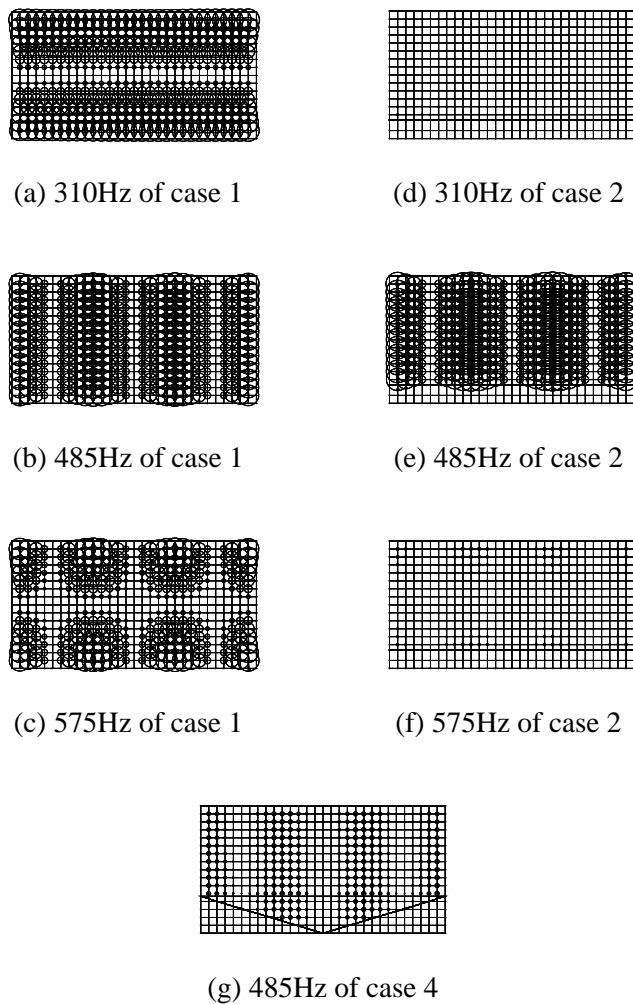 (a) 310Hz of case 1
(d) 310Hz of case 2
(b) 485Hz of case 1
(e) 485Hz of case 2
(c) 575Hz of case 1
(f) 575Hz of case 2
(g) 485Hz of case 4